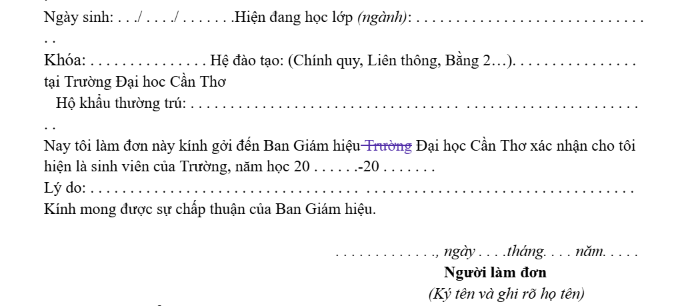 Ngày sinh: . . ./ . . . ./ . . . . . . .Hiện đang học lớp (ngành): . . . . . . . . . . . . . . . . . . . . . . . . . . . . . .
. .
Khóa: . . . . . . . . . . . . . . . Hệ đào tạo: (Chính quy, Liên thông, Bằng 2…). . . . . . . . . . . . . . . .
tại Trường Đại hoc Cần Thơ
Hộ khẩu thường trú: . . . . . . . . . . . . . . . . . . . . . . . . . . . . . . . . . . . . . . . . . . . . . . . . . . . . . . . . . .
. .
Nay tôi làm đơn này kính gởi đến Ban Giám hiệu Trường Đại học Cần Thơ xác nhận cho tôi
hiện là sinh viên của Trường, năm học 20 . . . . . .-20 . . . . . . .
Lý do: . . . . . . . . . . . . . . . . . . . . . . . . . . . . . . . . . . . . . . . . . . . . . . . . . . . . . . . . . . . . . . . . . . . . . .
Kính mong được sự chấp thuận của Ban Giám hiệu.
. . . . . . . . . . . . ., ngày . . . .tháng. . . . năm. . . . .
Người làm đơn
(Ký tên và ghi rõ họ tên)